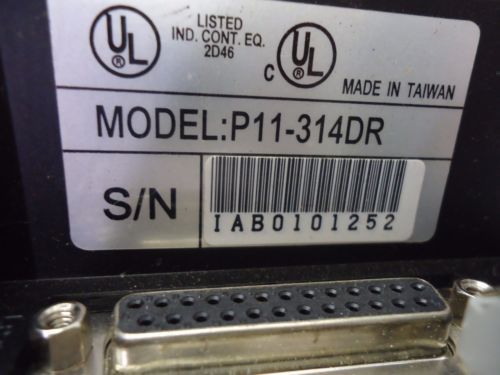 UL
®
LISTED
IND. CONT. EQ.
2D46
C UL
®
MADE IN TAIWAN
MODEL:P11-314DR
S/N
IAB0101252